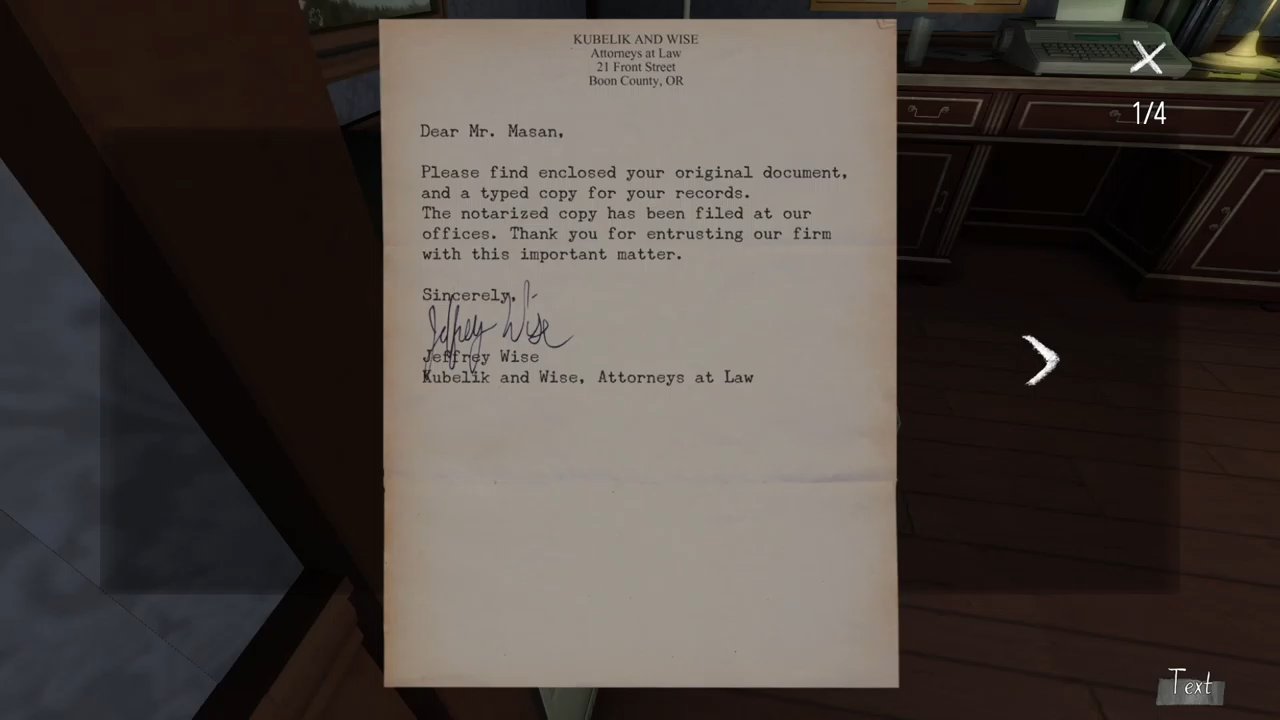 KUBELIK AND WISE
Attorneys at Law
21 Front Street
Boon County, OR
1/4
Dear Mr. Masan,
Please find enclosed your original document,
and a typed copy for your records.
The notarized copy has been filed at our
offices. Thank you for entrusting our firm
with this important matter.
Sincerely,
Jeffrey Wise
Jeffrey Wise
Kubelik and Wise, Attorneys at Law
Text